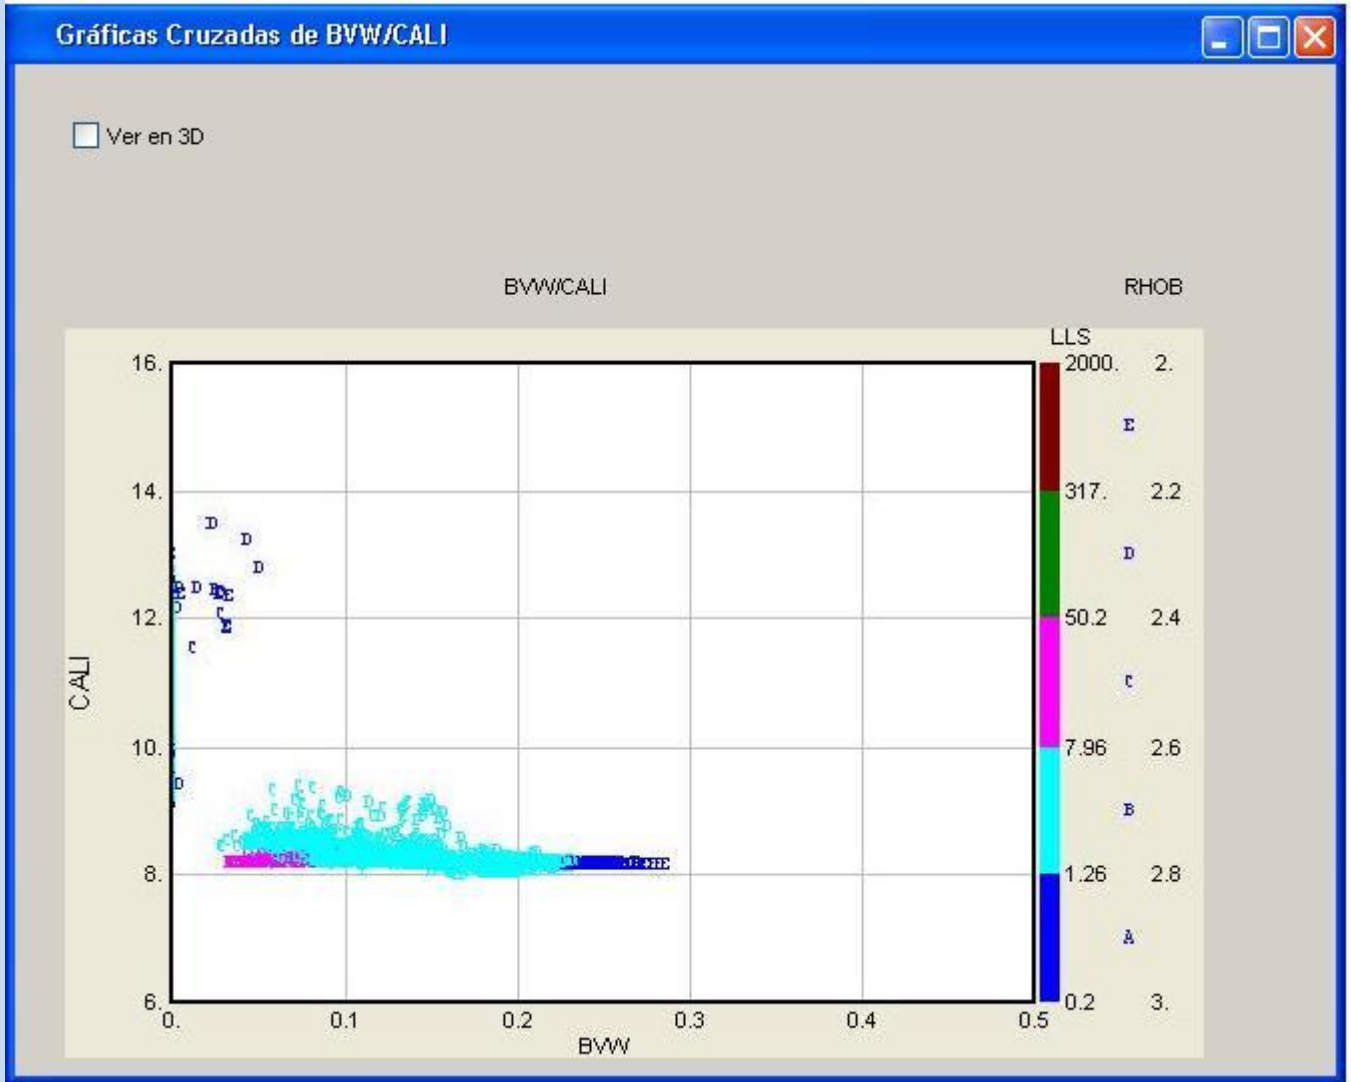 Gráficas Cruzadas de BVW/CALI
Ver en 3D
BVW/CALI RHOB
LLS
16. 2000. 2.
E
14. 317. 2.2
D
12. 50.2 2.4
CALI
C
10. 7.96 2.6
B
8. 1.26 2.8
A
6. 0.2 3.
0. 0.1 0.2 0.3 0.4 0.5
BVW